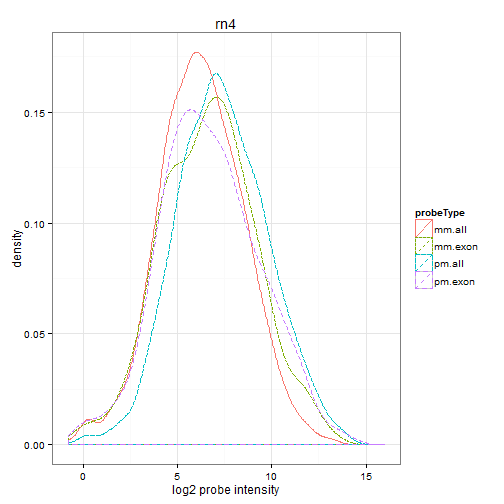 rn4
0.15
0.10
0.05
0.00
density
0
5
10
15
log2 probe intensity
probeType
mm.all
mm.exon
pm.all
pm.exon